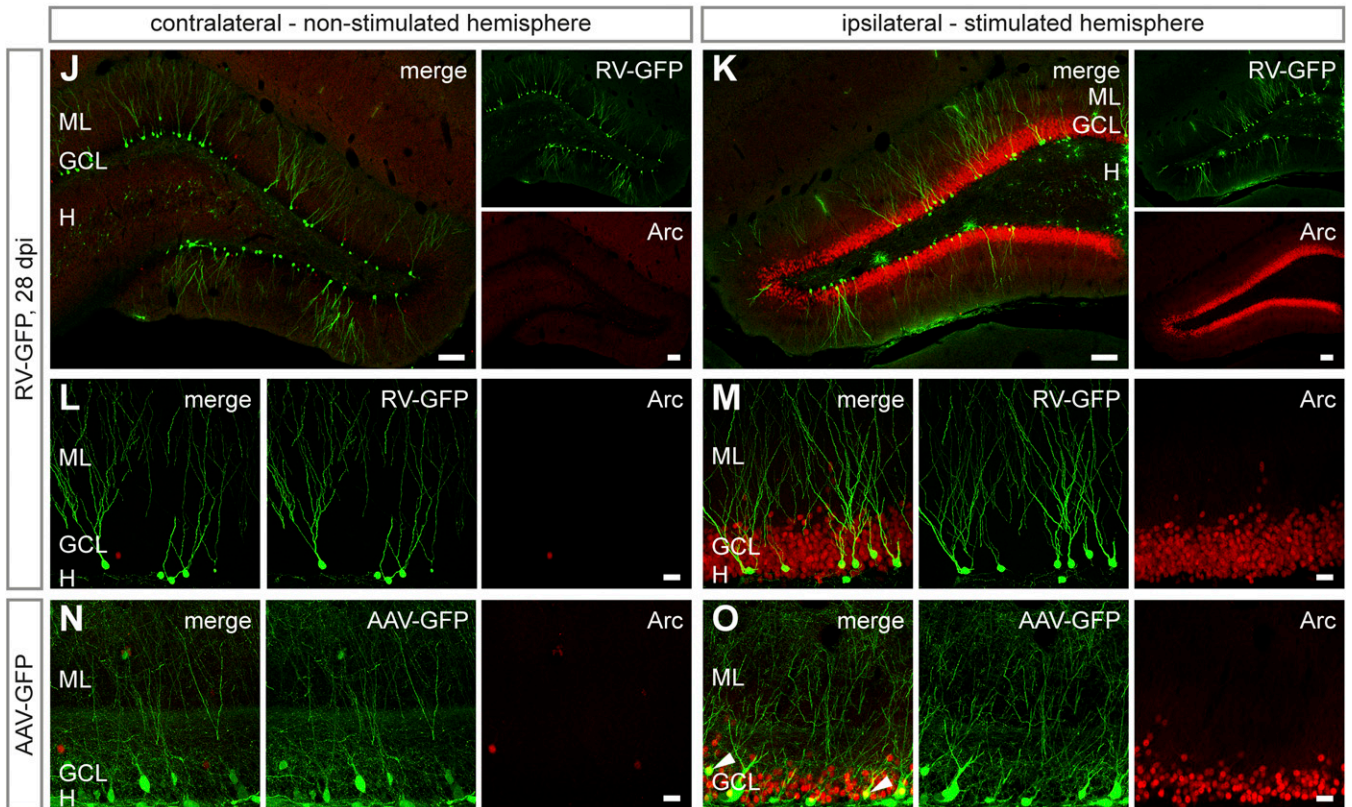 contralateral - non-stimulated hemisphere
ipsilateral - stimulated hemisphere
RV-GFP, 28 dpi
J
merge
ML
GCL
H
RV-GFP
Arc
K
merge
ML
GCL
H
RV-GFP
Arc
L
merge
ML
GCL
H
RV-GFP
Arc
M
merge
ML
GCL
H
RV-GFP
Arc
AAV-GFP
N
merge
ML
GCL
H
AAV-GFP
Arc
O
merge
ML
GCL
AAV-GFP
Arc